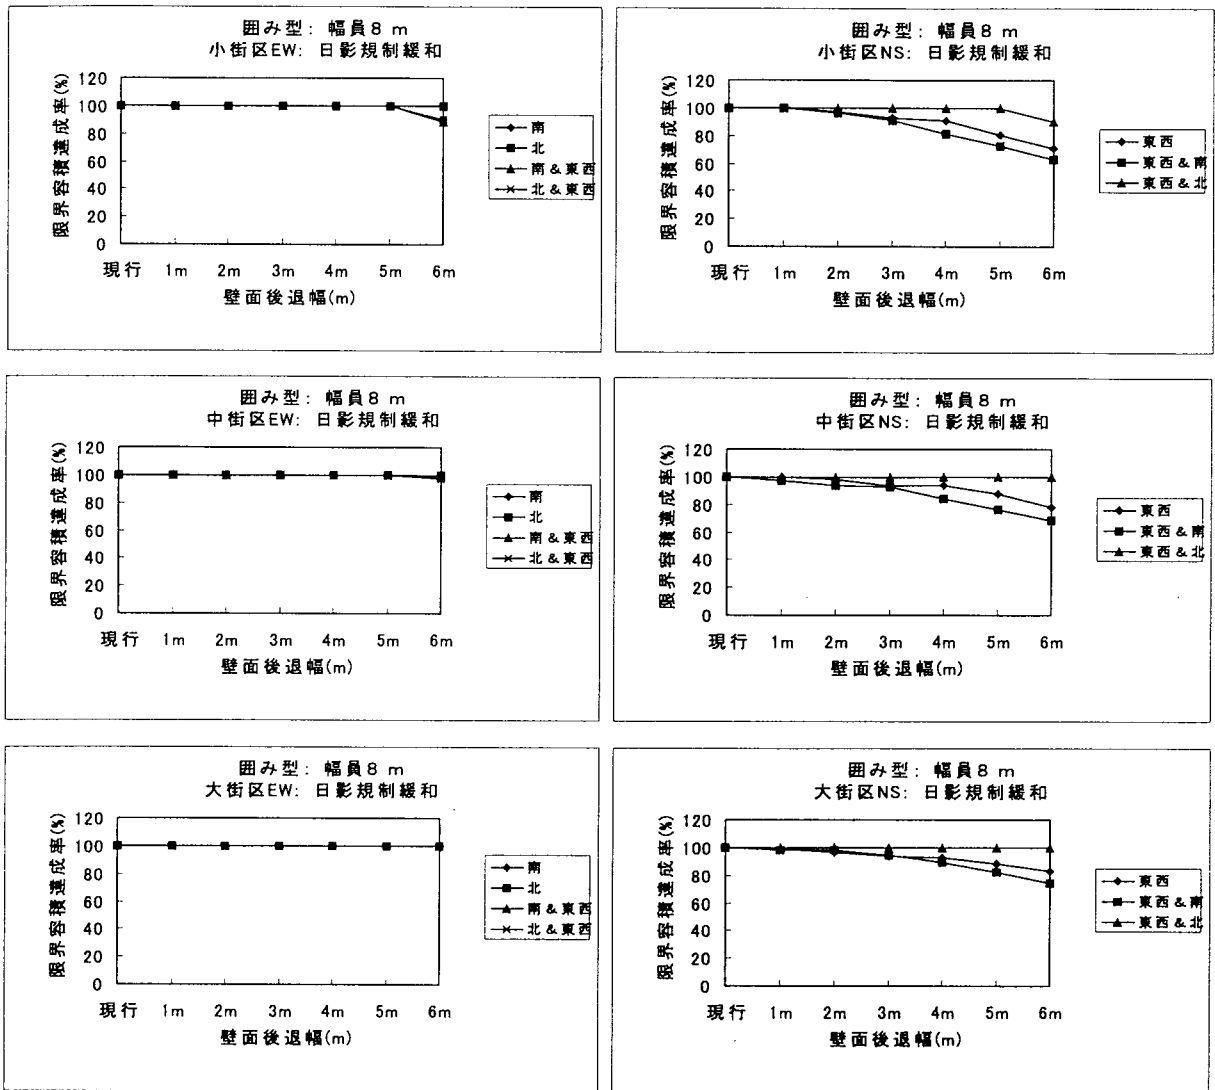 囲み型: 幅員8 m
小街区EW: 日影規制緩和
限界容積達成率(%)
120
100
80
60
40
20
0
現行 1m 2m 3m 4m 5m 6m
壁面後退幅(m)
南
北
南 & 東西
北 & 東西
囲み型: 幅員8 m
小街区NS: 日影規制緩和
限界容積達成率(%)
120
100
80
60
40
20
0
現行 1m 2m 3m 4m 5m 6m
壁面後退幅(m)
東西
東西 & 南
東西 & 北
囲み型: 幅員8 m
中街区EW: 日影規制緩和
限界容積達成率(%)
120
100
80
60
40
20
0
現行 1m 2m 3m 4m 5m 6m
壁面後退幅(m)
南
北
南 & 東西
北 & 東西
囲み型: 幅員8 m
中街区NS: 日影規制緩和
限界容積達成率(%)
120
100
80
60
40
20
0
現行 1m 2m 3m 4m 5m 6m
壁面後退幅(m)
東西
東西 & 南
東西 & 北
囲み型: 幅員8 m
大街区EW: 日影規制緩和
限界容積達成率(%)
120
100
80
60
40
20
0
現行 1m 2m 3m 4m 5m 6m
壁面後退幅(m)
南
北
南 & 東西
北 & 東西
囲み型: 幅員8 m
大街区NS: 日影規制緩和
限界容積達成率(%)
120
100
80
60
40
20
0
現行 1m 2m 3m 4m 5m 6m
壁面後退幅(m)
東西
東西 & 南
東西 & 北